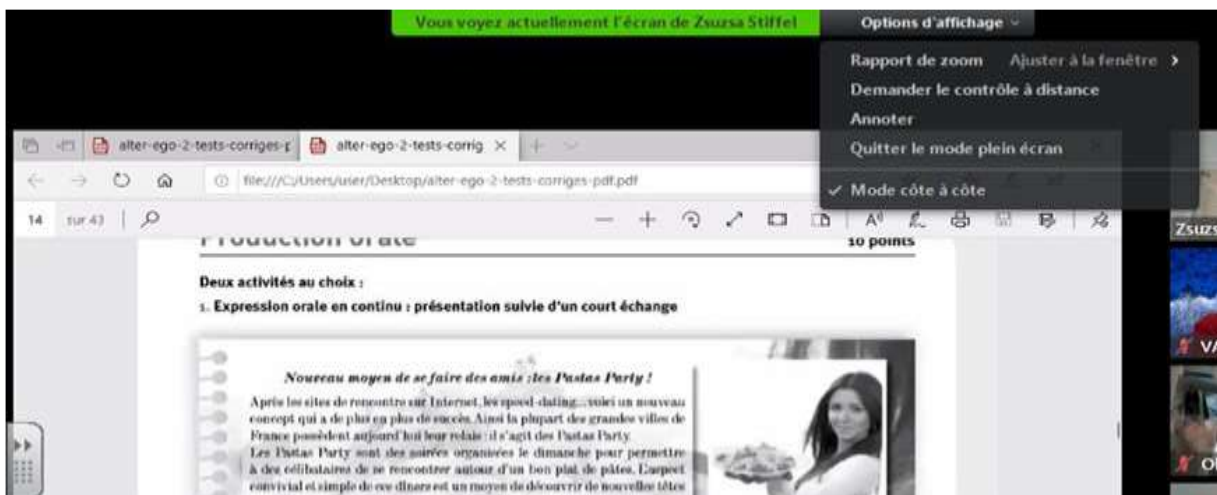 Vous voyez actuellement l'écran de Zsuzsa Stiffel
Options d'affichage
Rapport de zoom Ajuster à la fenêtre
Demander le contrôle à distance
Annoter
Quitter le mode plein écran
Mode côte à côte
alter-ego-2-tests-corriges-p
alter-ego-2-tests-corrig
file:///C:/Users/user/Desktop/alter-ego-2-tests-corriges-pdf.pdf
14 sur 43
Zsuzs
Production orale 10 points
Deux activités au choix :
1. Expression orale en continu : présentation suivie d'un court échange
VA
Nouveau moyen de se faire des amis : les Pastas Party !
Après les sites de rencontre sur Internet, les speed-dating... voici un nouveau
concept qui a de plus en plus de succès. Ainsi la plupart des grandes villes de
France possèdent aujourd'hui leur relais : il s'agit des Pastas Party.
Les Pastas Party sont des soirées organisées le dimanche pour permettre
à des célibataires de se rencontrer autour d'un bon plat de pâtes. L'aspect
convivial et simple de ces dîners est un moyen de découvrir de nouvelles têtes